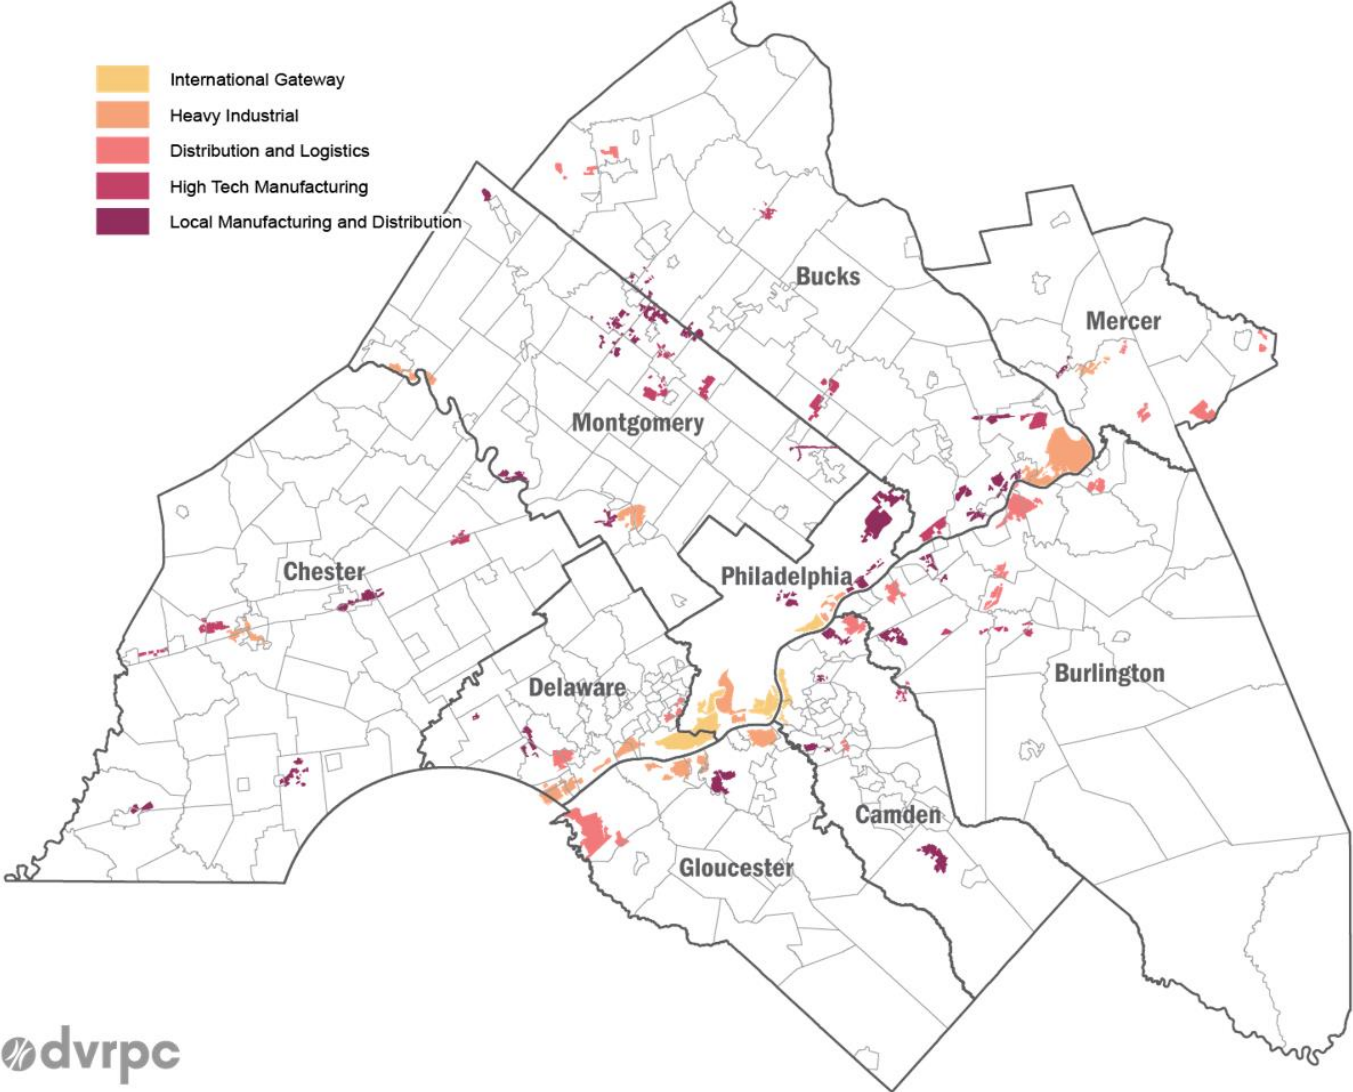 International Gateway
Heavy Industrial
Distribution and Logistics
High Tech Manufacturing
Local Manufacturing and Distribution
Bucks
Mercer
Montgomery
Chester
Philadelphia
Burlington
Delaware
Camden
Gloucester
dvrpc